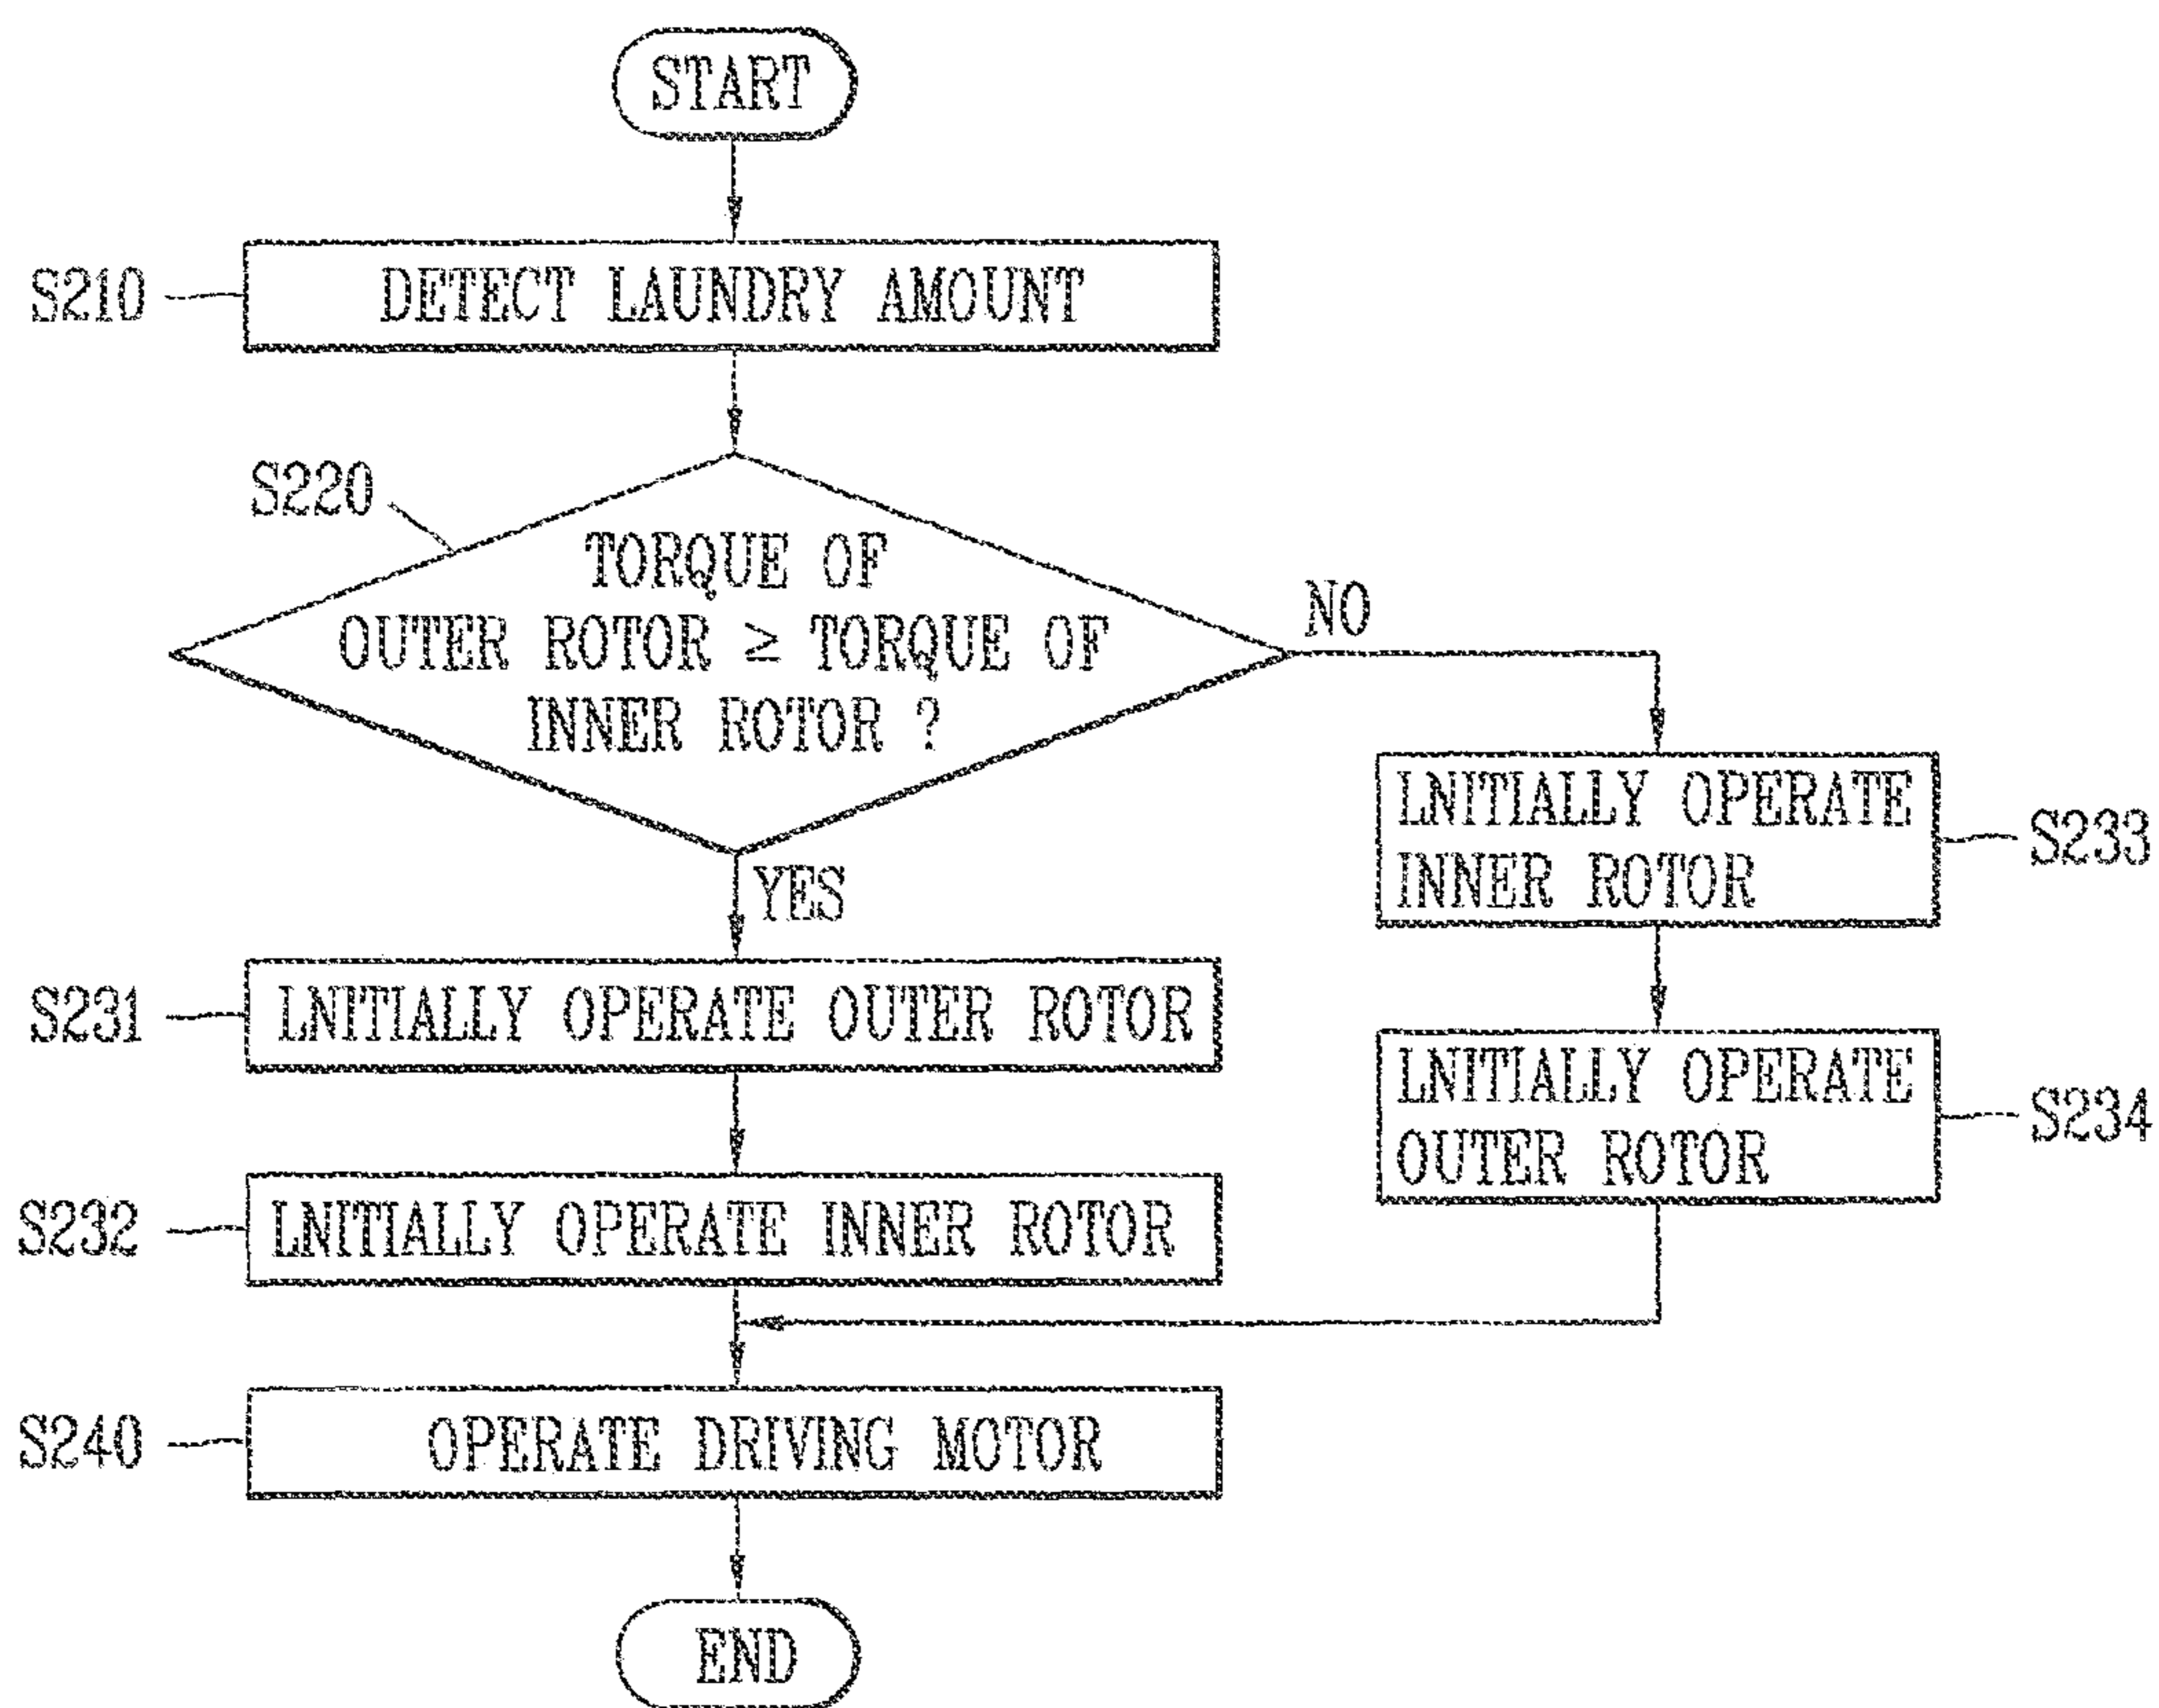 START
S210
DETECT LAUNDRY AMOUNT
S220
TORQUE OF
OUTER ROTOR ≥ TORQUE OF
INNER ROTOR ?
NO
YES
LNITIALLY OPERATE
INNER ROTOR
S233
S231
LNITIALLY OPERATE OUTER ROTOR
LNITIALLY OPERATE
OUTER ROTOR
S234
S232
LNITIALLY OPERATE INNER ROTOR
S240
OPERATE DRIVING MOTOR
END